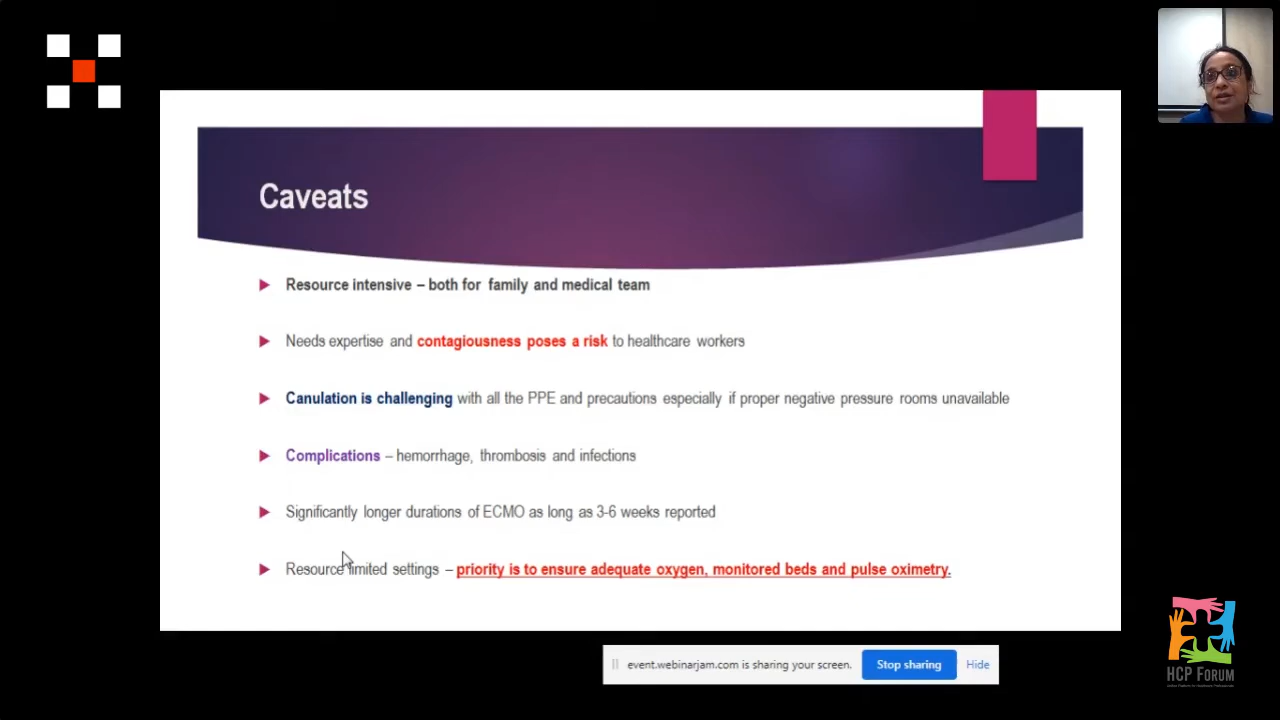 Caveats
Resource intensive – both for family and medical team
Needs expertise and contagiousness poses a risk to healthcare workers
Canulation is challenging with all the PPE and precautions especially if proper negative pressure rooms unavailable
Complications – hemorrhage, thrombosis and infections
Significantly longer durations of ECMO as long as 3-6 weeks reported
Resource limited settings – priority is to ensure adequate oxygen, monitored beds and pulse oximetry.
event.webinarjam.com is sharing your screen.
Stop sharing
Hide
HCP FORUM